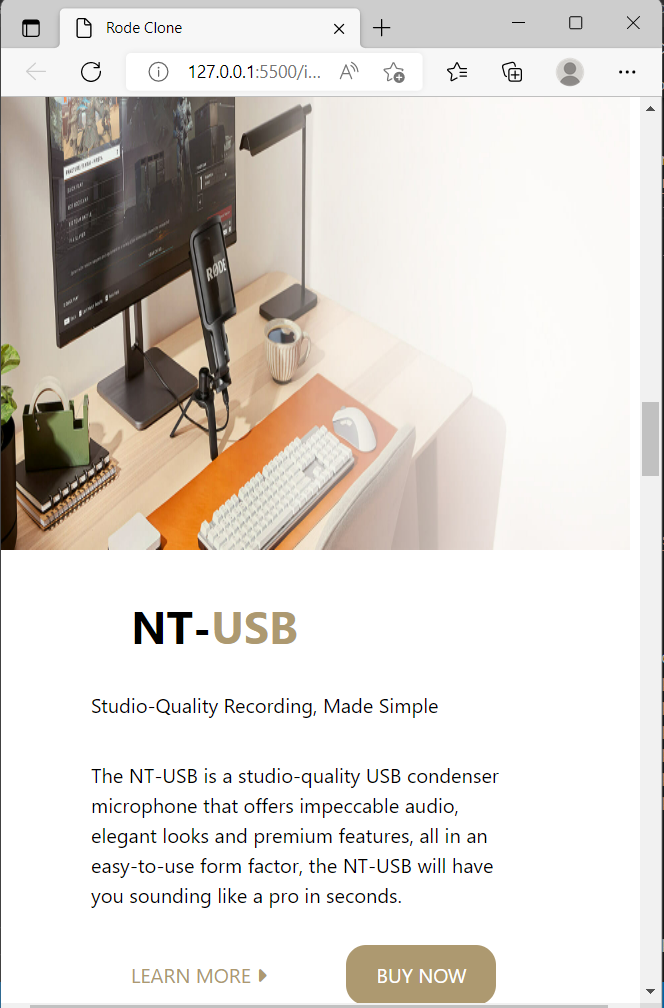 Rode Clone
127.0.0.1:5500/i...
RØDE
NT-USB
Studio-Quality Recording, Made Simple
The NT-USB is a studio-quality USB condenser
microphone that offers impeccable audio,
elegant looks and premium features, all in an
easy-to-use form factor, the NT-USB will have
you sounding like a pro in seconds.
LEARN MORE
BUY NOW